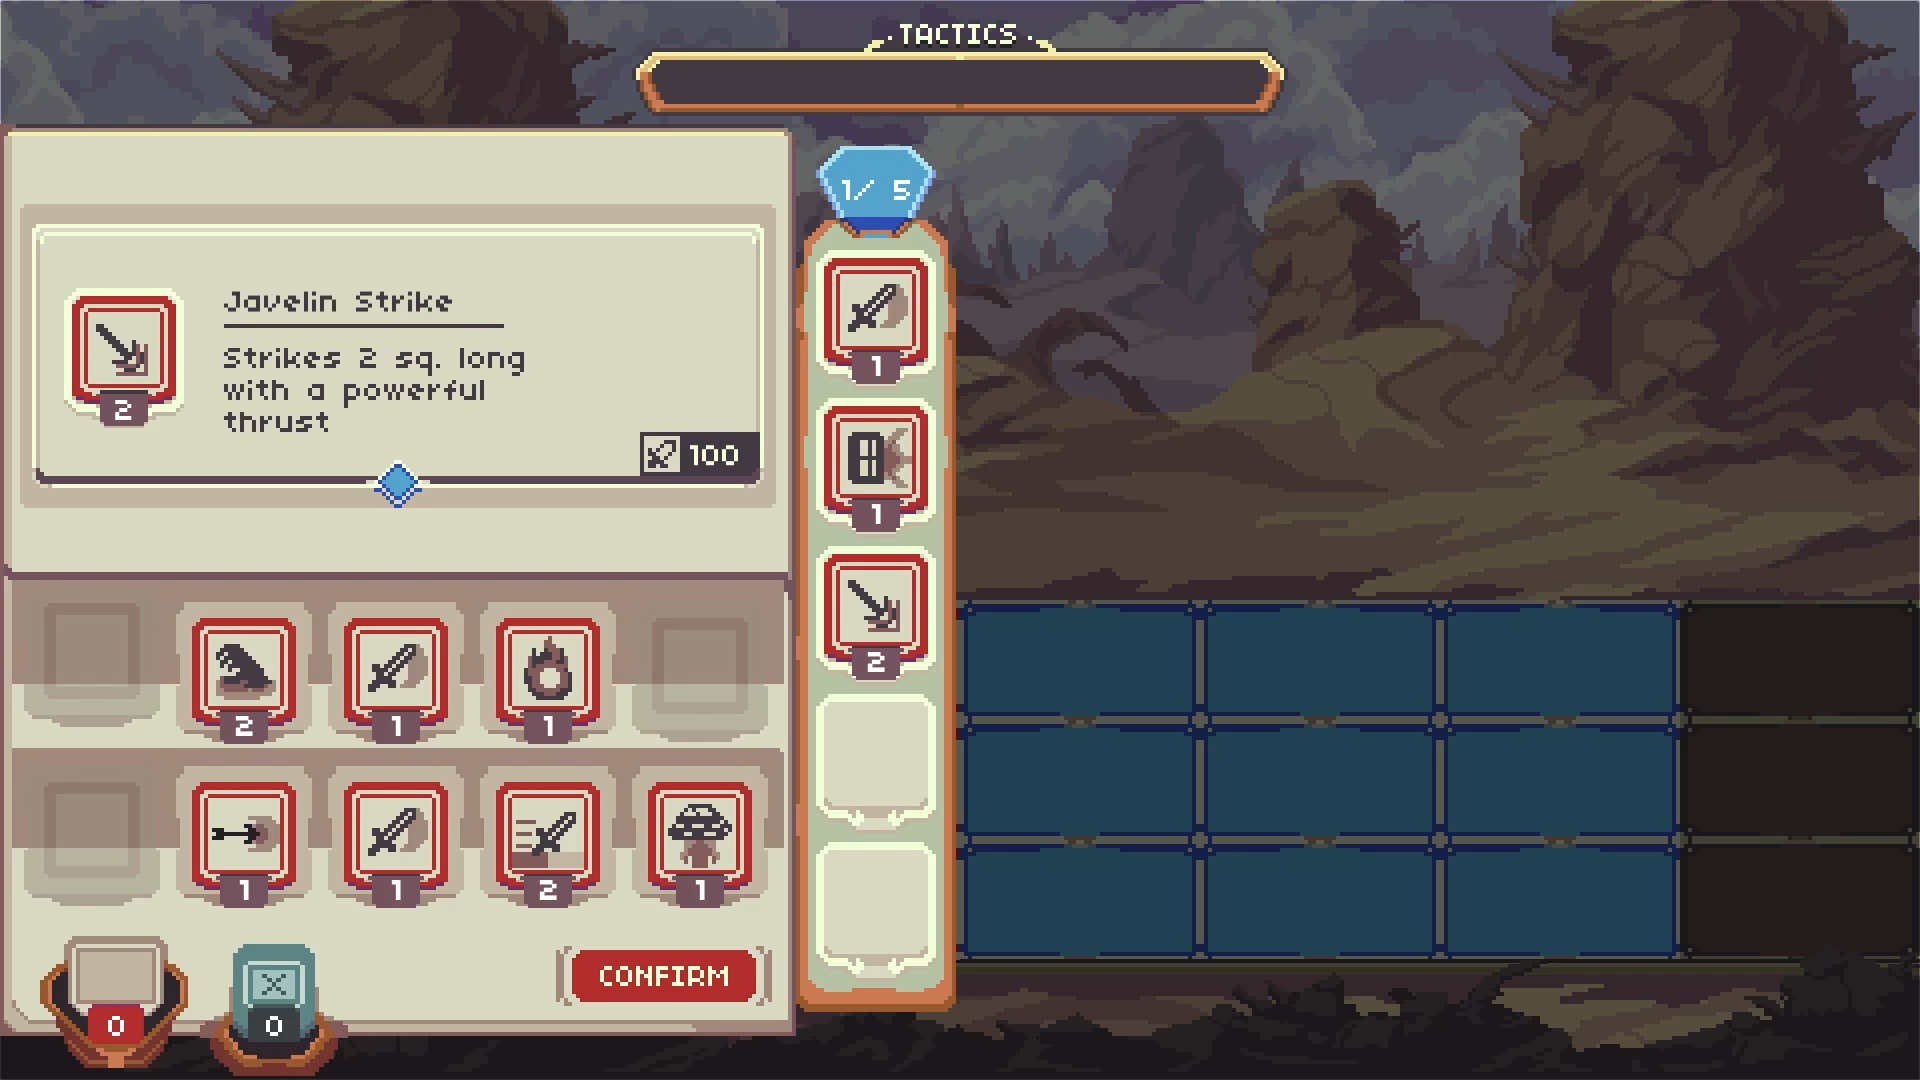 TACTICS
1/ 5
Javelin Strike
Strikes 2 sq. long
with a powerful
thrust
2
100
1
1
2
2
1
1
1
1
2
1
CONFIRM
0
0